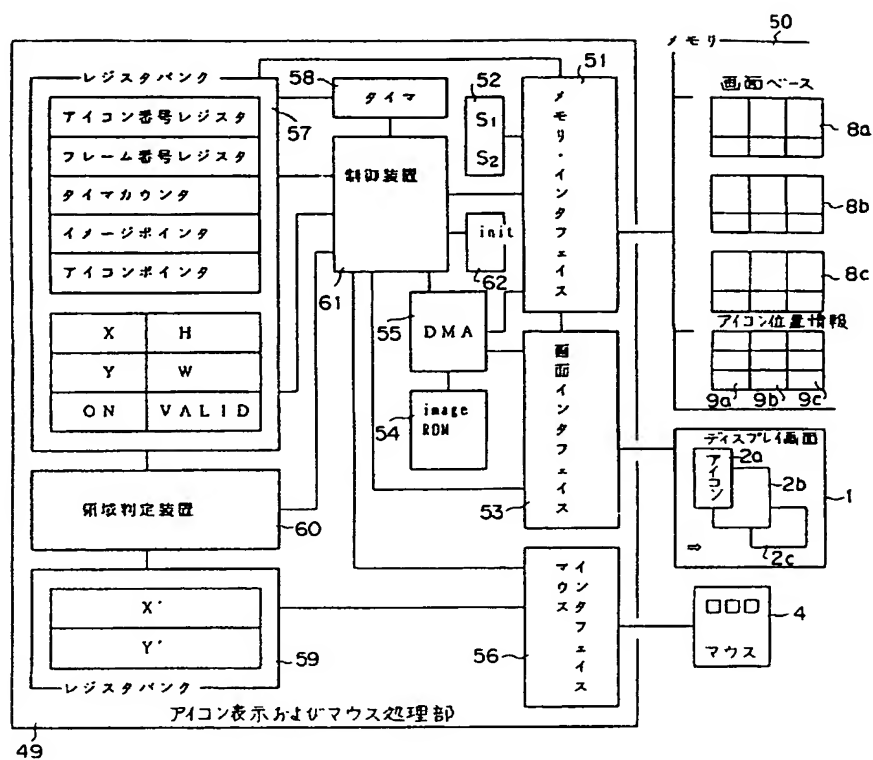 50
メモリ
レジスタバンク
57
アイコン番号レジスタ
フレーム番号レジスタ
タイマカウンタ
イメージポインタ
アイコンポインタ
X H
Y W
ON VALID
58
タイマ
52
S1
S2
51
メモリ・インタフェイス
制御装置
61
init
62
55
DMA
image
ROM
54
画面インタフェイス
53
画面ベース
8a
8b
8c
アイコン位置情報
9a 9b 9c
ディスプレイ画面
アイコン
2a
2b
2c
⇒
1
領域判定装置
60
X'
Y'
59
レジスタバンク
マウス
インタフェイス
56
4
マウス
アイコン表示およびマウス処理部
49